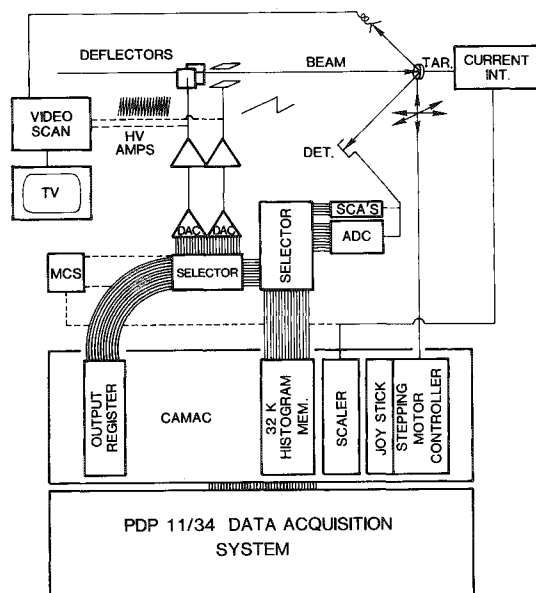 DEFLECTORS
BEAM
TAR.
CURRENT
INT.
VIDEO
SCAN
HV
AMPS
DET.
TV
DAC
DAC
SELECTOR
SELECTOR
SCA'S
ADC
MCS
OUTPUT
REGISTER
CAMAC
32 K
HISTOGRAM
MEM.
SCALER
JOY STICK
STEPPING
MOTOR
CONTROLLER
PDP 11/34 DATA ACQUISITION
SYSTEM